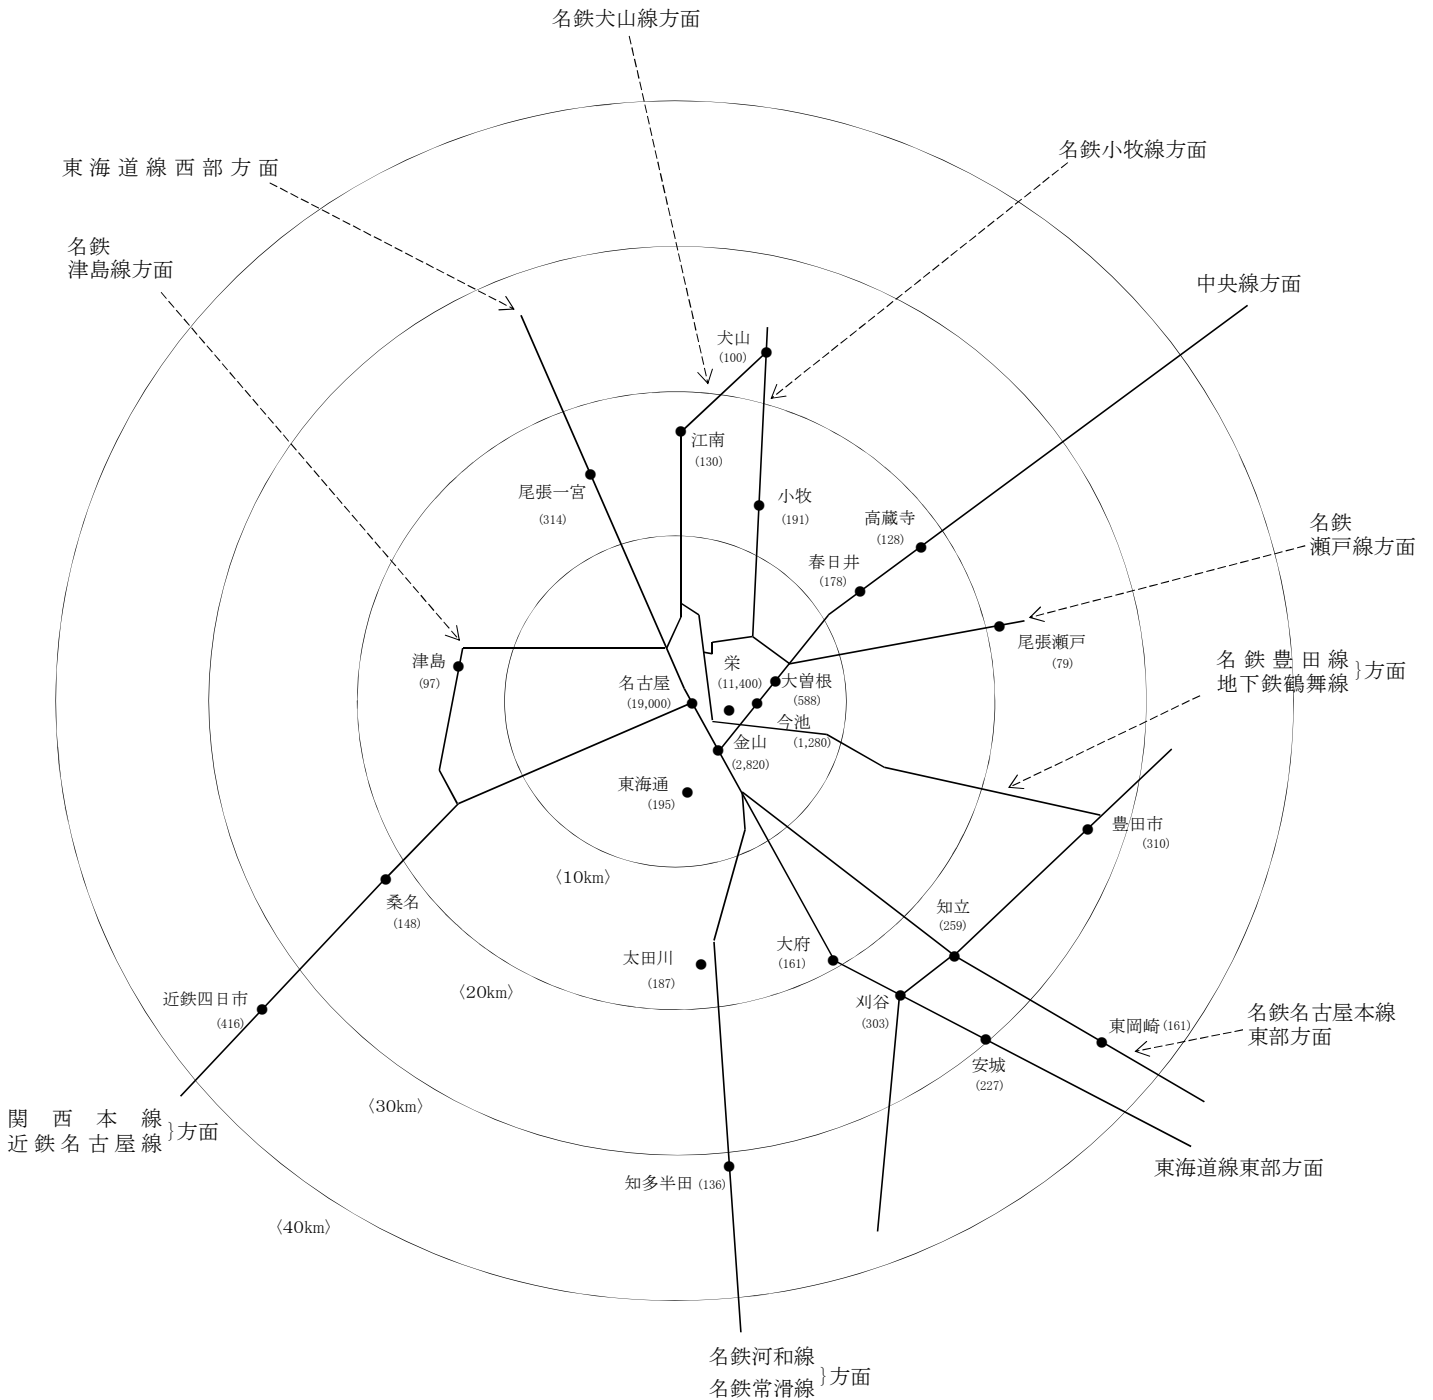 名鉄犬山線方面
東海道線西部方面
名鉄小牧線方面
名鉄
津島線方面
中央線方面
犬山
(100)
江南
(130)
尾張一宮
(314)
小牧
(191)
高蔵寺
(128)
春日井
(178)
名鉄
瀬戸線方面
尾張瀬戸
(79)
津島
(97)
栄
(11,400)
大曽根
(588)
名古屋
(19,000)
今池
(1,280)
金山
(2,820)
名鉄豊田線
地下鉄鶴舞線
}方面
東海通
(195)
豊田市
(310)
〈10km〉
桑名
(148)
知立
(259)
太田川
(187)
大府
(161)
〈20km〉
近鉄四日市
(416)
刈谷
(303)
東岡崎(161)
名鉄名古屋本線
東部方面
安城
(227)
〈30km〉
関西本線
近鉄名古屋線
}方面
東海道線東部方面
知多半田(136)
〈40km〉
名鉄河和線
名鉄常滑線
}方面